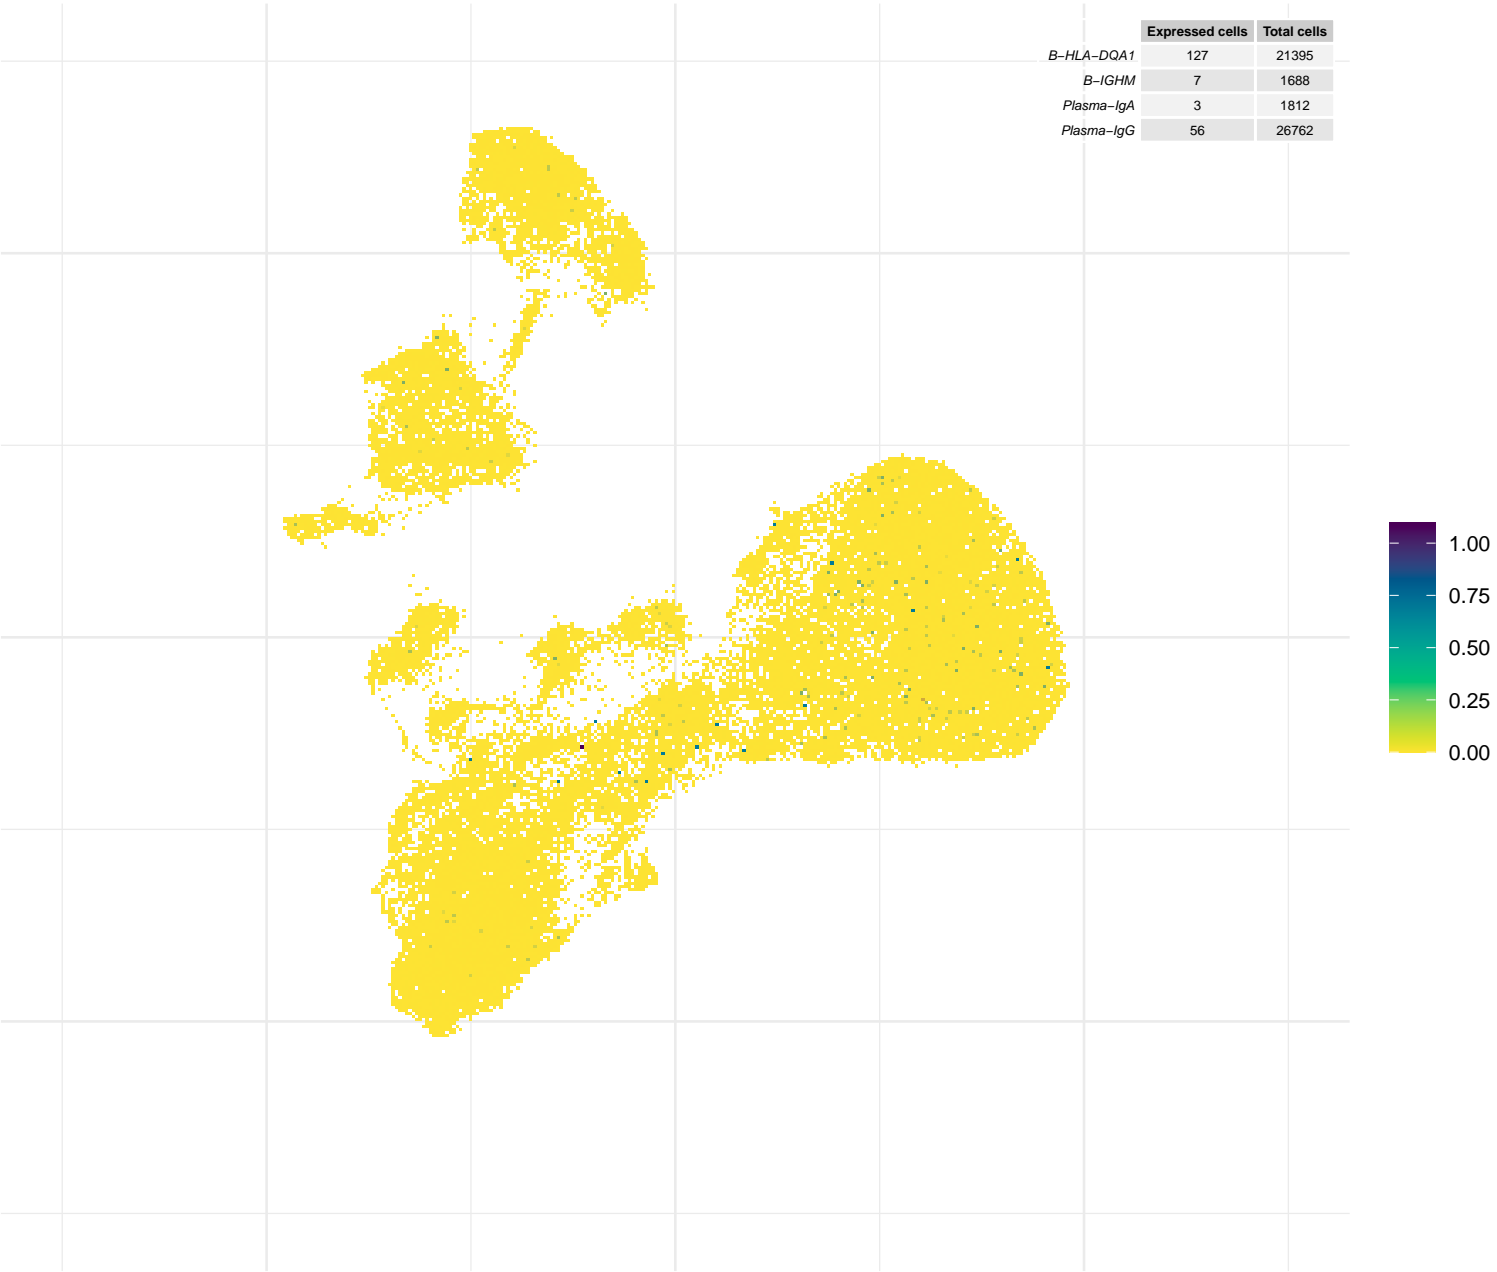 Expressed cells Total cells
B−HLA−DQA1 127 21395
B−IGHM 7 1688
Plasma−IgA 3 1812
Plasma−IgG 56 26762
1.00
0.75
0.50
0.25
0.00